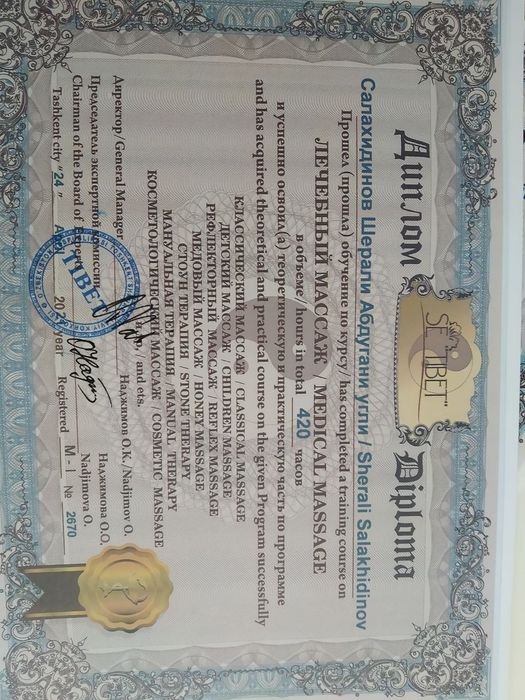 Диплом
SE "TIBET"
Diploma
Салахидинов Шерали Абдугани угли / Sherali Salakhidinov
Прошел (прошла) обучение по курсу/ has completed a training course on
ЛЕЧЕБНЫЙ МАССАЖ / MEDICAL MASSAGE
в объеме/ hours in total 420 часов
и успешно освоил(а) теоретическую и практическую часть по программе
and has acquired theoretical and practical course on the given Program successfully
КЛАССИЧЕСКИЙ МАССАЖ / CLASSICAL MASSAGE
ДЕТСКИЙ МАССАЖ / CHILDREN MASSAGE
РЕФЛЕКТОРНЫЙ МАССАЖ / REFLEX MASSAGE
МЕДОВЫЙ МАССАЖ / HONEY MASSAGE
СТОУН ТЕРАПИЯ / STONE THERAPY
МАНУАЛЬНАЯ ТЕРАПИЯ / MANUAL THERAPY
КОСМЕТОЛОГИЧЕСКИЙ МАССАЖ / COSMETIC MASSAGE
/ and ets.
Директор/General Manager
Наджимов О.К./Nadjimov O.
Председатель экспертной комиссии
Наджимова О.О.
Chairman of the Board of Experts
Nadjimova O.
TIBET
Tashkent city "24" year Registered M-I № 2670